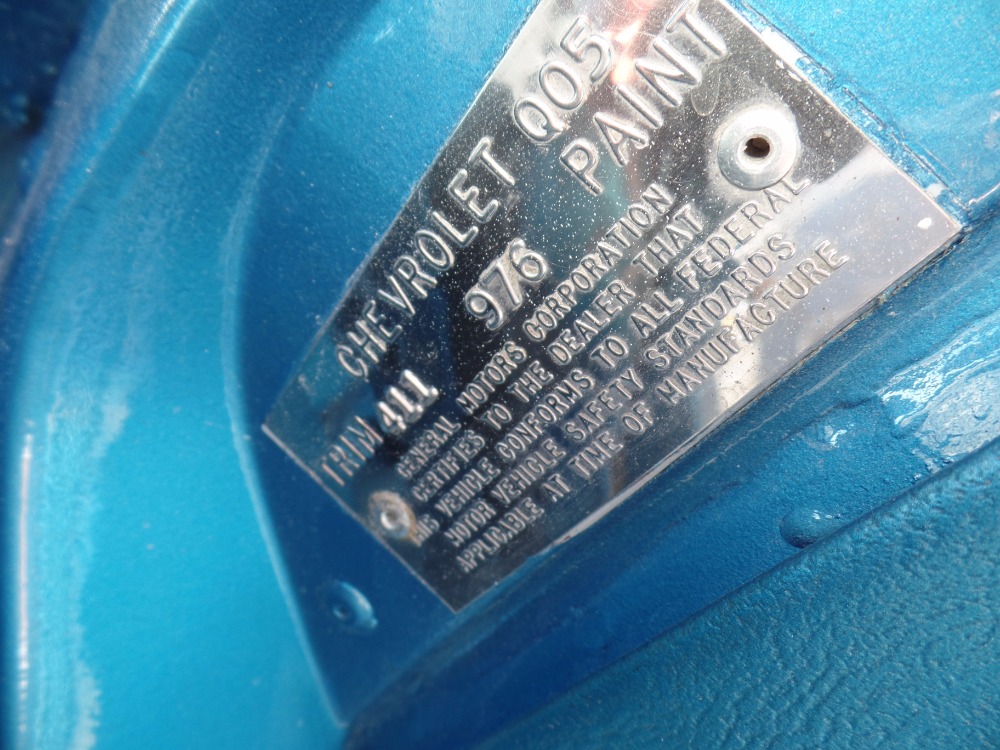 CHEVROLET Q05
TRIM 411 976 PAINT
GENERAL MOTORS CORPORATION
CERTIFIES TO THE DEALER THAT
THIS VEHICLE CONFORMS TO ALL FEDERAL
MOTOR VEHICLE SAFETY STANDARDS
APPLICABLE AT TIME OF MANUFACTURE